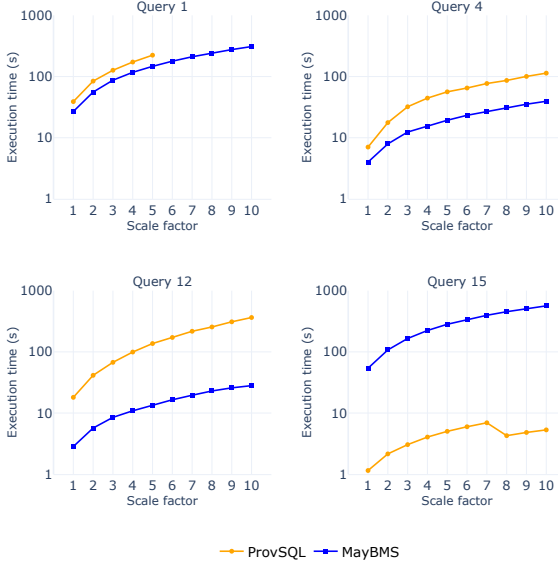 Query 1
Query 4
1000
100
10
1
Execution time (s)
1 2 3 4 5 6 7 8 9 10
Scale factor
1000
100
10
1
Execution time (s)
1 2 3 4 5 6 7 8 9 10
Scale factor
Query 12
Query 15
1000
100
10
1
Execution time (s)
1 2 3 4 5 6 7 8 9 10
Scale factor
1000
100
10
1
Execution time (s)
1 2 3 4 5 6 7 8 9 10
Scale factor
ProvSQL MayBMS